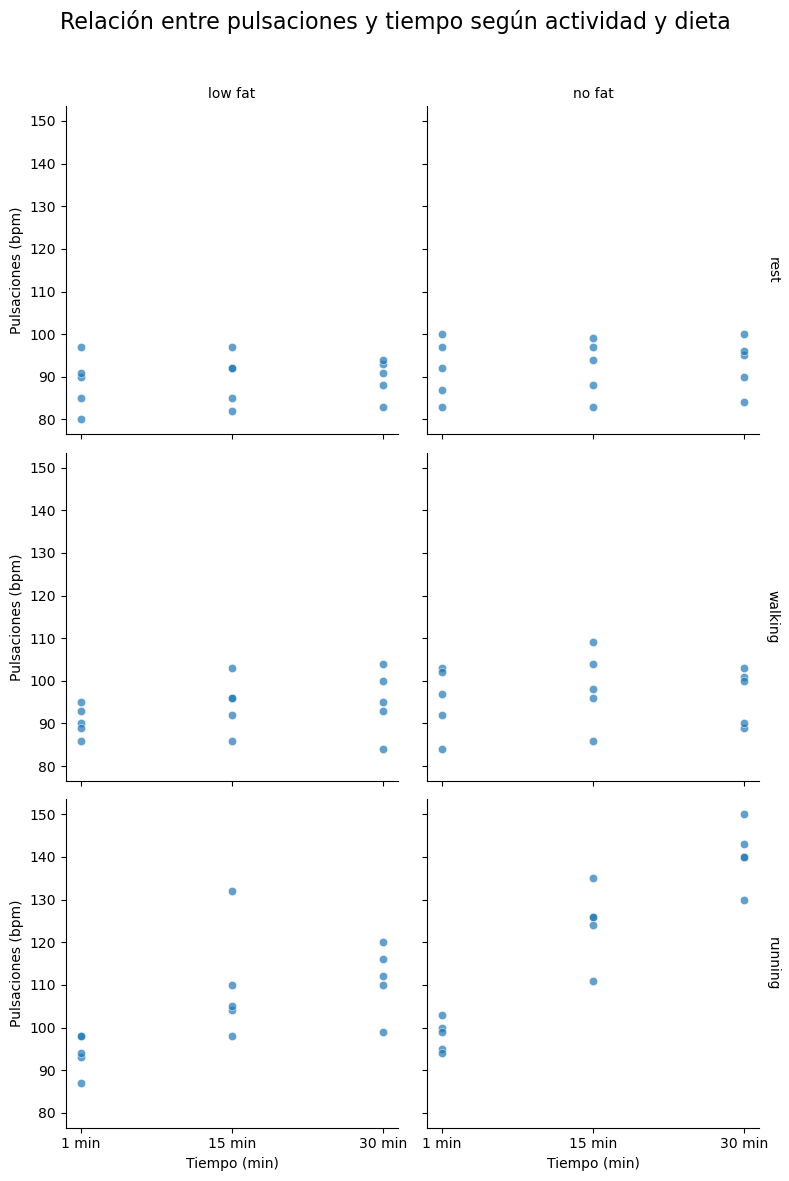 Relación entre pulsaciones y tiempo según actividad y dieta
low fat
no fat
150
140
130
120
110
100
90
80
Pulsaciones (bpm)
rest
150
140
130
120
110
100
90
80
Pulsaciones (bpm)
walking
150
140
130
120
110
100
90
80
Pulsaciones (bpm)
running
1 min 15 min 30 min
1 min 15 min 30 min
Tiempo (min)
Tiempo (min)